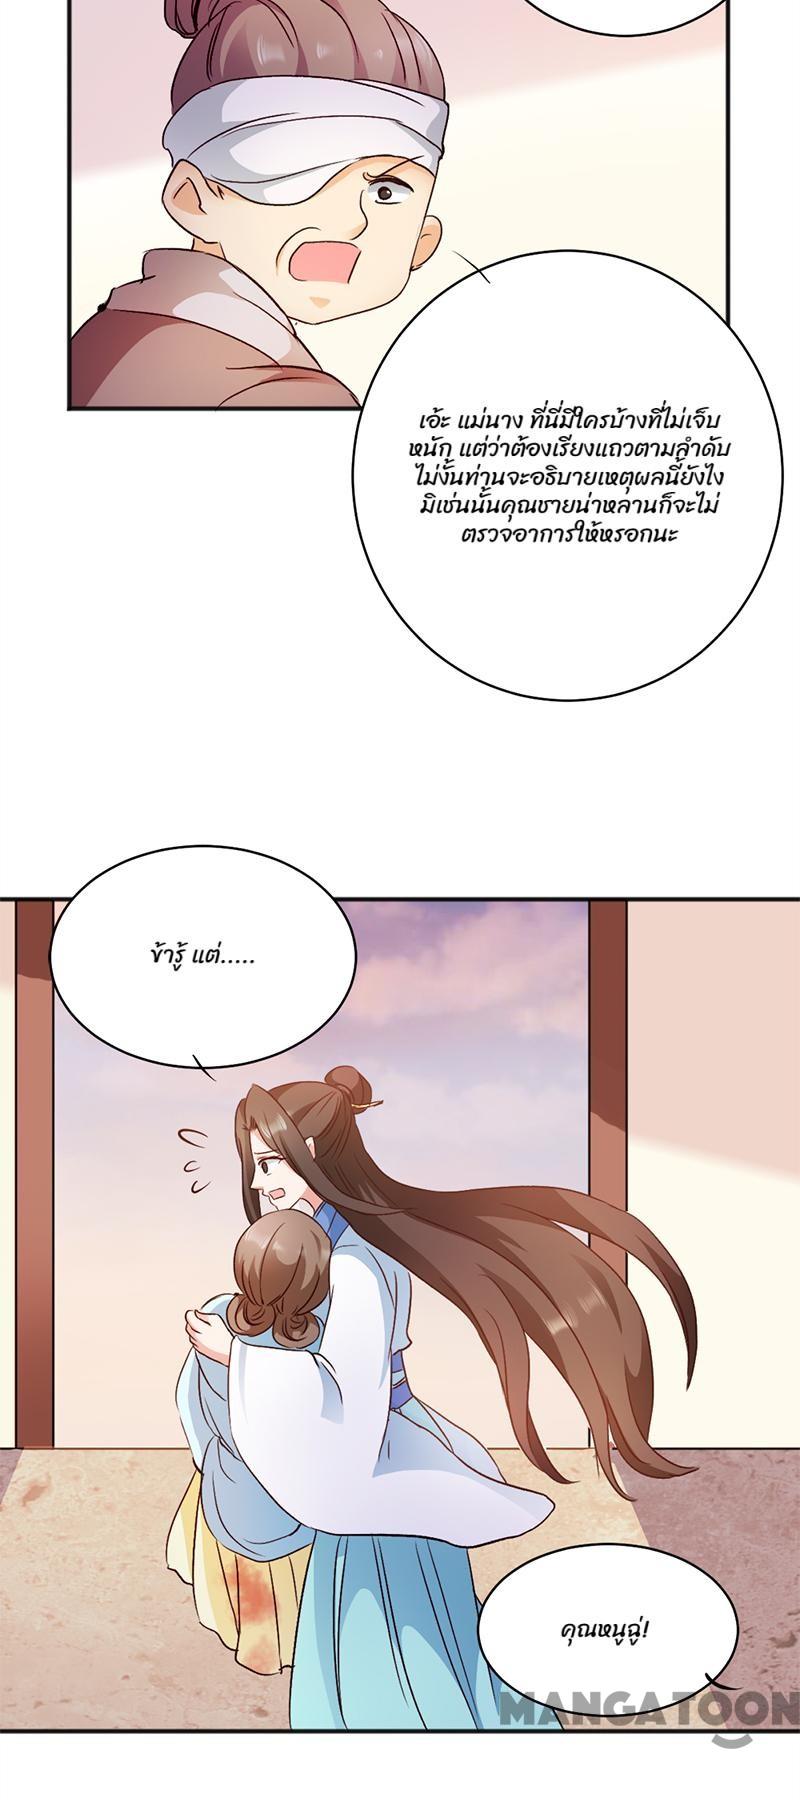 เอ้ะ แม่นาง ที่นี่มีใครบ้างที่ไม่เจ็บ
หนัก แต่ว่าต้องเรียงแถวตามลำดับ
ไม่งั้นท่านจะอธิบายเหตุผลนี้ยังไง
มิเช่นนั้นคุณชายน่าหลานก็จะไม่
ตรวจอาการให้หรอกนะ
ข้ารู้ แต่.....
คุณหนูฉู่!
MANGATOON